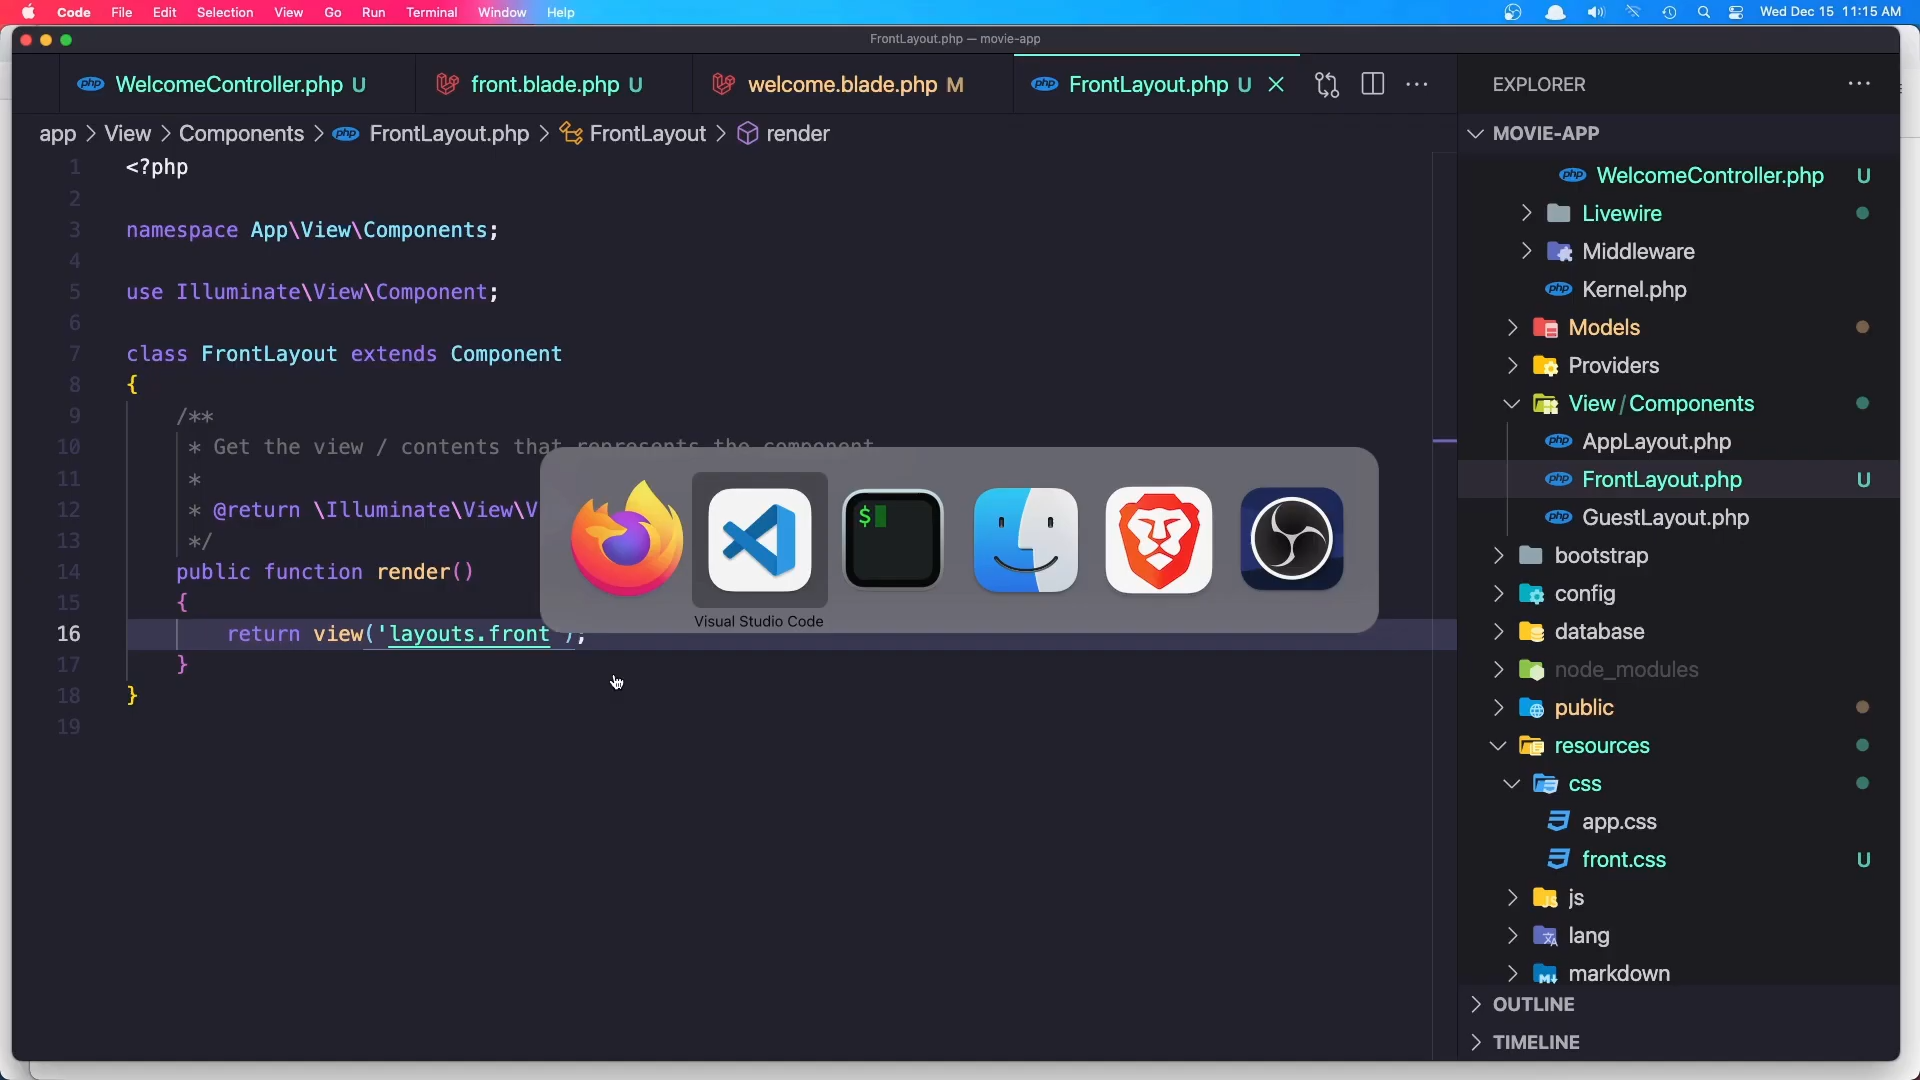 Code File Edit Selection View Go Run Terminal Window Help Wed Dec 15 11:15 AM
FrontLayout.php — movie-app
WelcomeController.php U front.blade.php U welcome.blade.php M FrontLayout.php U
app > View > Components > FrontLayout.php > FrontLayout > render
1 <?php
2
3 namespace App\View\Components;
4
5 use Illuminate\View\Component;
6
7 class FrontLayout extends Component
8 {
9 /**
10 * Get the view / contents that represents the component.
11 *
12 * @return \Illuminate\View\V
13 */
14 public function render()
15 {
16 return view('layouts.front');
17 }
18 }
19
$
Visual Studio Code
EXPLORER
MOVIE-APP
WelcomeController.php U
Livewire
Middleware
Kernel.php
Models
Providers
View / Components
AppLayout.php
FrontLayout.php U
GuestLayout.php
bootstrap
config
database
node_modules
public
resources
css
app.css
front.css U
js
lang
markdown
OUTLINE
TIMELINE